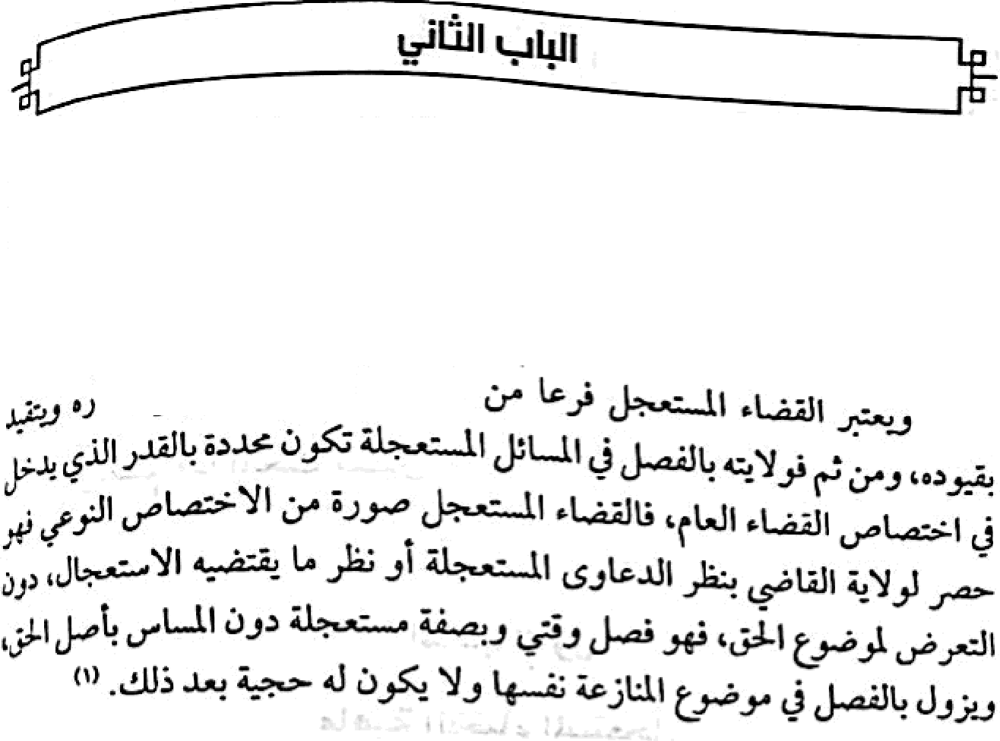 الباب الثاني
ويعتبر القضاء المستعجل فرعا من ره ويتقيد
بقيوده، ومن ثم فولايته بالفصل في المسائل المستعجلة تكون محددة بالقدر الذي يدخل
في اختصاص القضاء العام، فالقضاء المستعجل صورة من الاختصاص النوعي فهو
حصر لولاية القاضي بنظر الدعاوى المستعجلة أو نظر ما يقتضيه الاستعجال، دون
التعرض لموضوع الحق، فهو فصل وقتي وبصفة مستعجلة دون المساس بأصل الحق،
ويزول بالفصل في موضوع المنازعة نفسها ولا يكون له حجية بعد ذلك. (١)